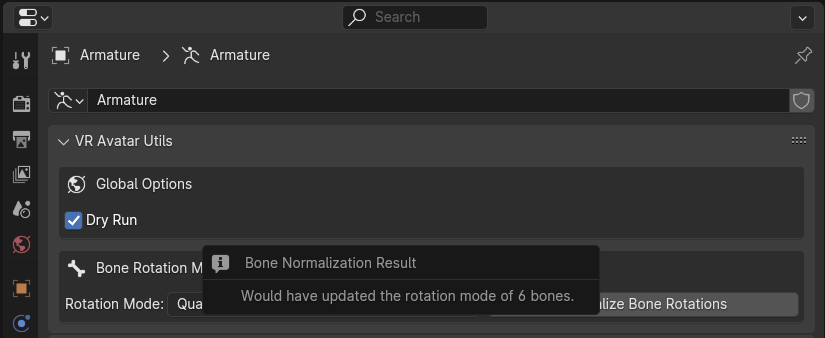 Search
Armature > Armature
Armature
VR Avatar Utils
Global Options
Dry Run
Bone Rotation M
Bone Normalization Result
Would have updated the rotation mode of 6 bones.
Rotation Mode: Qua
lize Bone Rotations